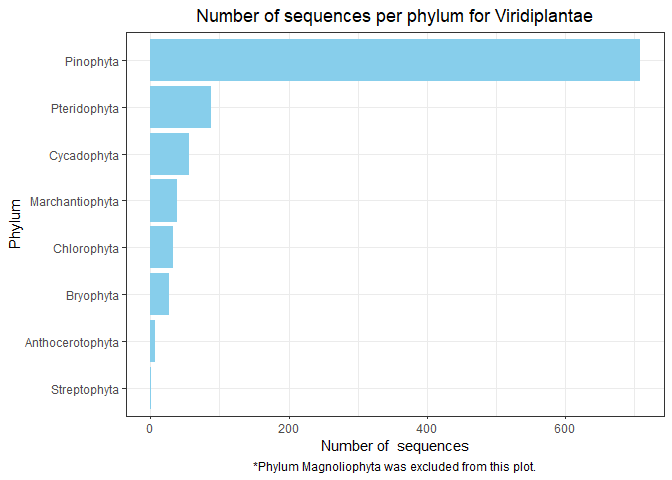 Number of sequences per phylum for Viridiplantae
Pinophyta
Pteridophyta
Cycadophyta
Marchantiophyta
Chlorophyta
Bryophyta
Anthocerotophyta
Streptophyta
Phylum
0 200 400 600
Number of  sequences
*Phylum Magnoliophyta was excluded from this plot.